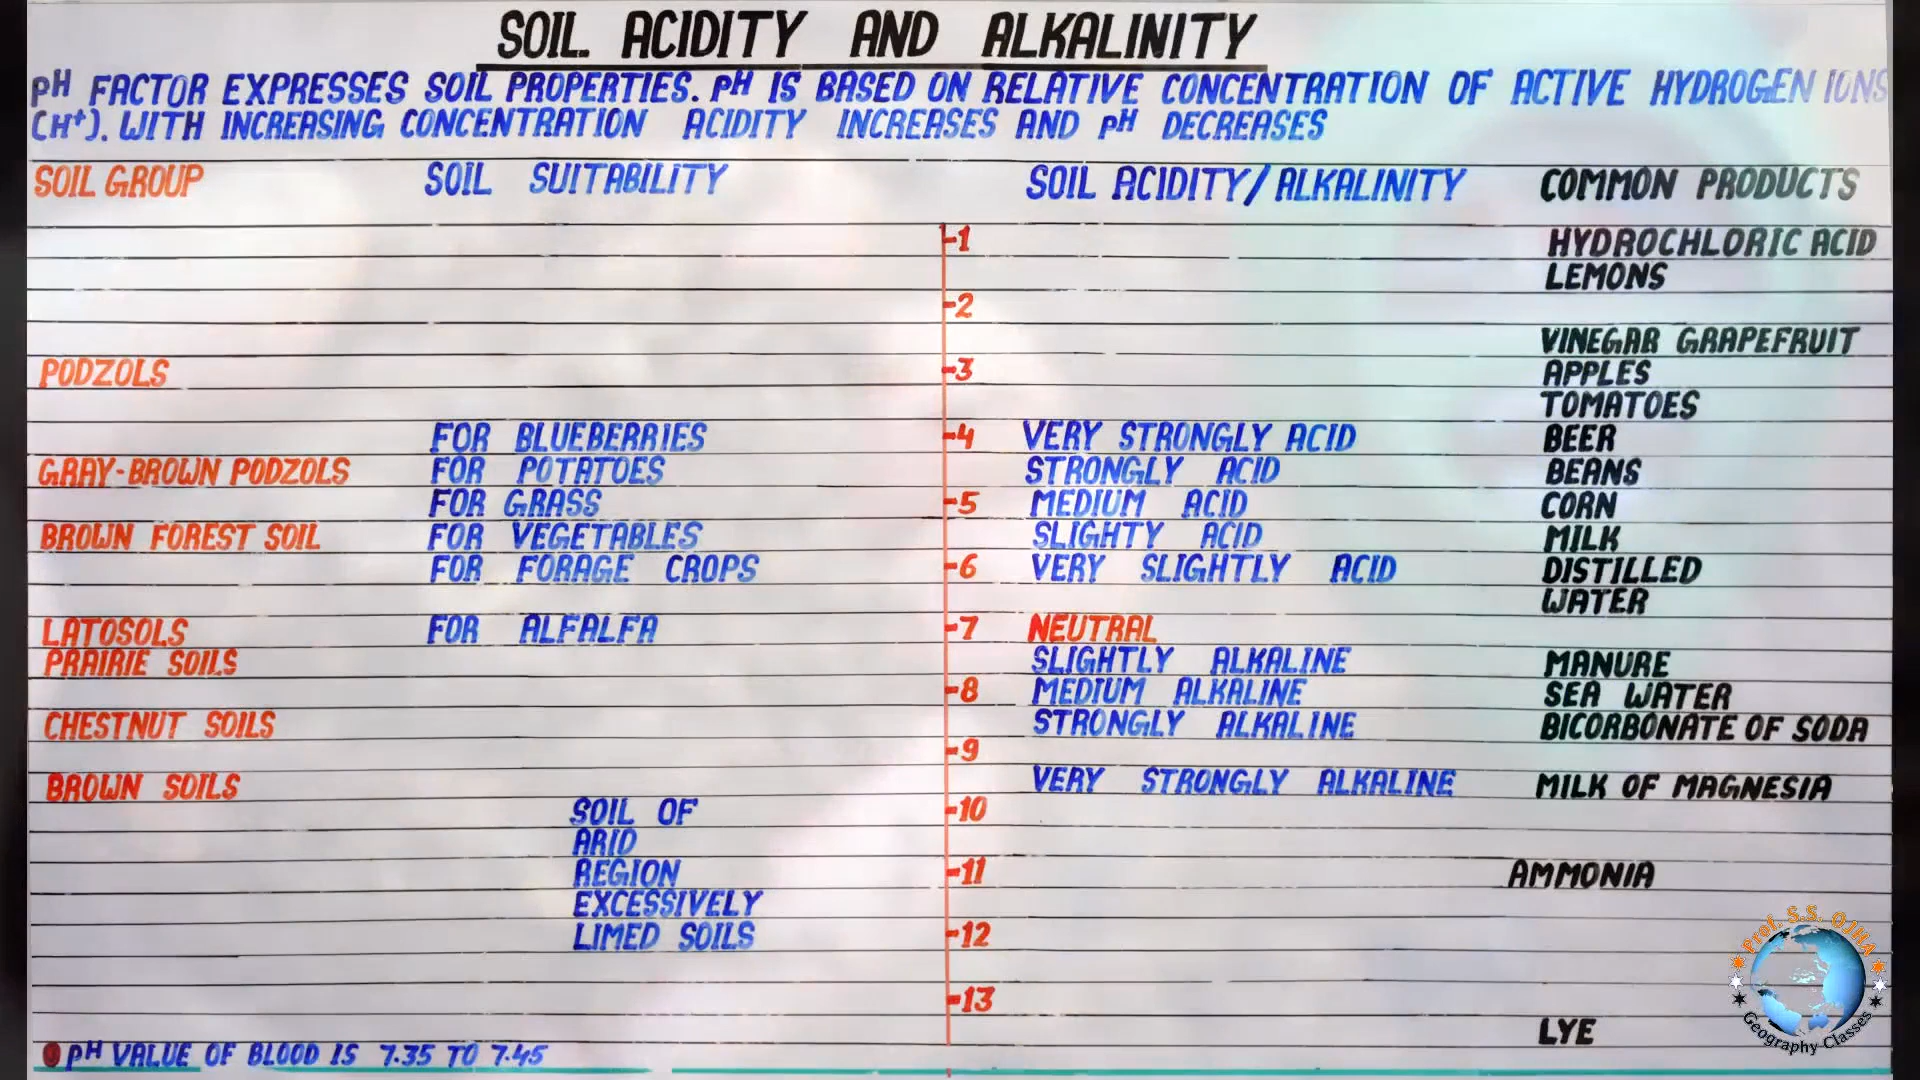 SOIL. ACIDITY AND ALKALINITY
PH FACTOR EXPRESSES SOIL PROPERTIES. PH IS BASED ON RELATIVE CONCENTRATION OF ACTIVE HYDROGEN IONS
(H+). WITH INCREASING CONCENTRATION ACIDITY INCREASES AND PH DECREASES
SOIL GROUP SOIL SUITABILITY SOIL ACIDITY/ALKALINITY COMMON PRODUCTS
-1 HYDROCHLORIC ACID
LEMONS
-2
VINEGAR GRAPEFRUIT
PODZOLS -3 APPLES
TOMATOES
FOR BLUEBERRIES -4 VERY STRONGLY ACID BEER
GRAY-BROWN PODZOLS FOR POTATOES STRONGLY ACID BEANS
FOR GRASS -5 MEDIUM ACID CORN
BROWN FOREST SOIL FOR VEGETABLES SLIGHTY ACID MILK
FOR FORAGE CROPS -6 VERY SLIGHTLY ACID DISTILLED
WATER
LATOSOLS FOR ALFALFA -7 NEUTRAL
PRAIRIE SOILS SLIGHTLY ALKALINE MANURE
-8 MEDIUM ALKALINE SEA WATER
CHESTNUT SOILS STRONGLY ALKALINE BICORBONATE OF SODA
-9
BROWN SOILS VERY STRONGLY ALKALINE MILK OF MAGNESIA
SOIL OF -10
ARID
REGION -11 AMMONIA
EXCESSIVELY
LIMED SOILS -12
-13
LYE
PH VALUE OF BLOOD IS 7.35 TO 7.45
Prof. S.S. OJHA
Geography Classes